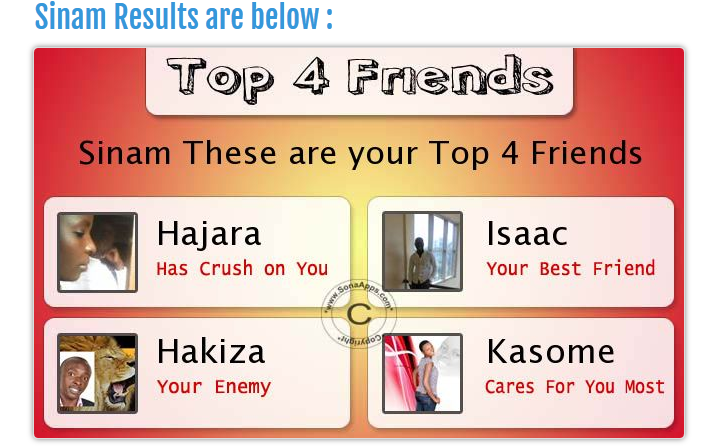 Sinam Results are below :
Top 4 Friends
Sinam These are your Top 4 Friends
Hajara
Has Crush on You
Isaac
Your Best Friend
"www.SonaApps.com"
C
"Copyright"
Hakiza
Your Enemy
Kasome
Cares For You Most